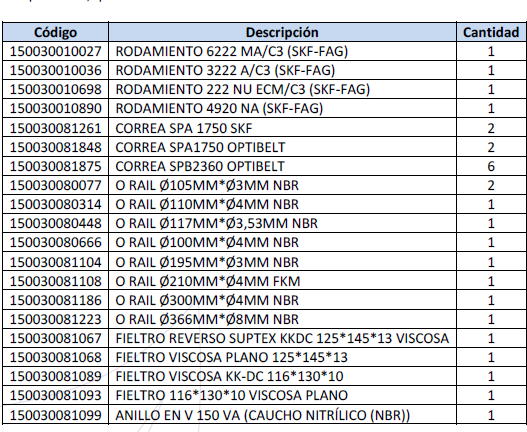 Código Descripción Cantidad
150030010027 RODAMIENTO 6222 MA/C3 (SKF-FAG) 1
150030010036 RODAMIENTO 3222 A/C3 (SKF-FAG) 1
150030010698 RODAMIENTO 222 NU ECM/C3 (SKF-FAG) 1
150030010890 RODAMIENTO 4920 NA (SKF-FAG) 1
150030081261 CORREA SPA 1750 SKF 2
150030081848 CORREA SPA1750 OPTIBELT 2
150030081875 CORREA SPB2360 OPTIBELT 6
150030080077 O RAIL Ø105MM*Ø3MM NBR 2
150030080314 O RAIL Ø110MM*Ø4MM NBR 1
150030080448 O RAIL Ø117MM*Ø3,53MM NBR 1
150030080666 O RAIL Ø100MM*Ø4MM NBR 1
150030081104 O RAIL Ø195MM*Ø3MM NBR 1
150030081108 O RAIL Ø210MM*Ø4MM FKM 1
150030081186 O RAIL Ø300MM*Ø4MM NBR 1
150030081223 O RAIL Ø366MM*Ø8MM NBR 1
150030081067 FIELTRO REVERSO SUPTEX KKDC 125*145*13 VISCOSA 1
150030081068 FIELTRO VISCOSA PLANO 125*145*13 1
150030081089 FIELTRO VISCOSA KK-DC 116*130*10 1
150030081093 FIELTRO 116*130*10 VISCOSA PLANO 1
150030081099 ANILLO EN V 150 VA (CAUCHO NITRÍLICO (NBR)) 1